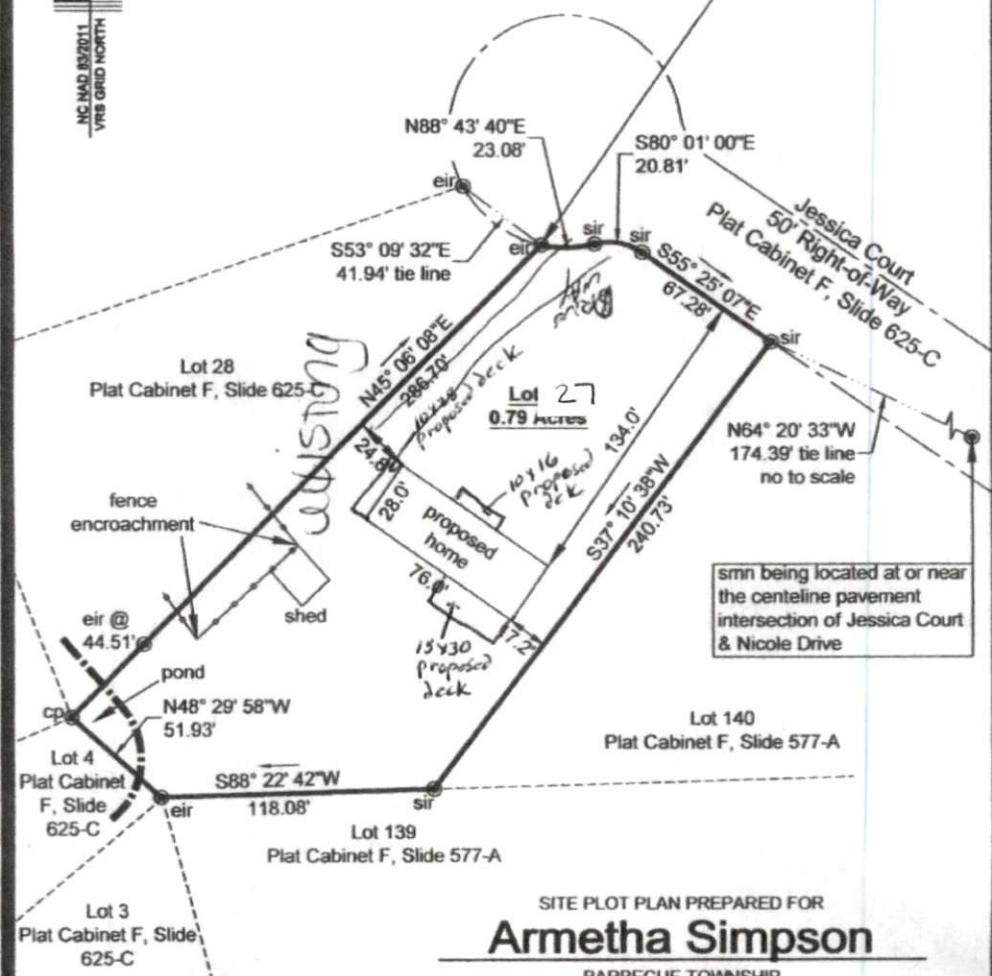 NC NAD 83/2011
VRS GRID NORTH
N88° 43' 40"E
23.08'
S80° 01' 00"E
20.81'
eir
S53° 09' 32"E
41.94' tie line
eir
sir
sir
S55° 25' 07"E
67.28'
sir
Jessica Court
50' Right-of-Way
Plat Cabinet F, Slide 625-C
Lot 28
Plat Cabinet F, Slide 625-C
N45° 06' 08"E
286.70'
proposed deck
Lot 27
0.79 Acres
134.0'
N64° 20' 33"W
174.39' tie line
no to scale
24.8'
28.0'
10x16
proposed
deck
proposed
home
S37° 10' 38"W
240.73'
fence
encroachment
shed
76.0'
17.2'
15x30
proposed
deck
smn being located at or near
the centeline pavement
intersection of Jessica Court
& Nicole Drive
eir @
44.51'
pond
cp
N48° 29' 58"W
51.93'
Lot 4
Plat Cabinet
F, Slide
625-C
S88° 22' 42"W
118.08'
eir
sir
Lot 140
Plat Cabinet F, Slide 577-A
Lot 139
Plat Cabinet F, Slide 577-A
Lot 3
Plat Cabinet F, Slide
625-C
SITE PLOT PLAN PREPARED FOR
Armetha Simpson
BARBECUE TOWNSHIP